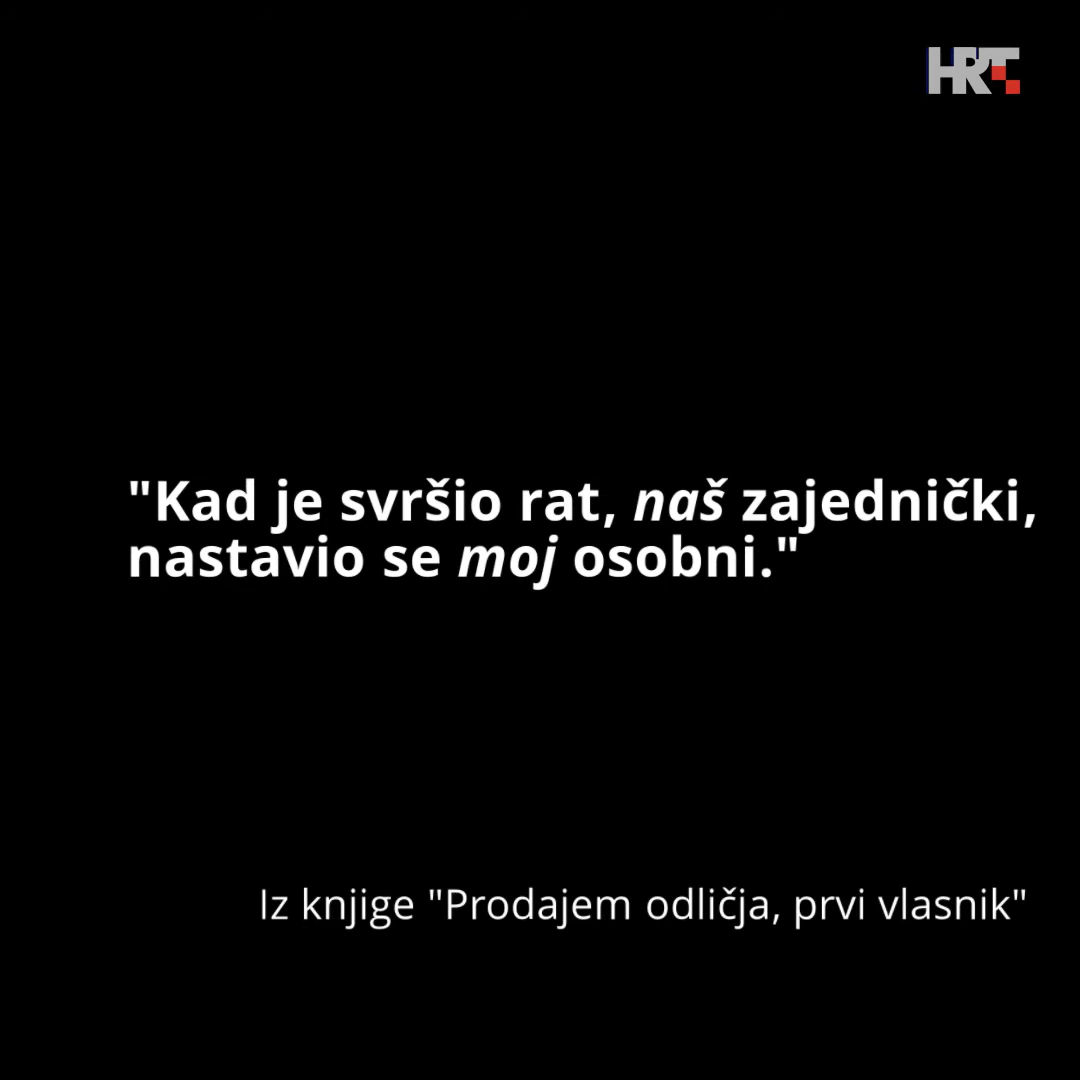 HRT
"Kad je svršio rat, naš zajednički,
nastavio se moj osobni."
Iz knjige "Prodajem odličja, prvi vlasnik"